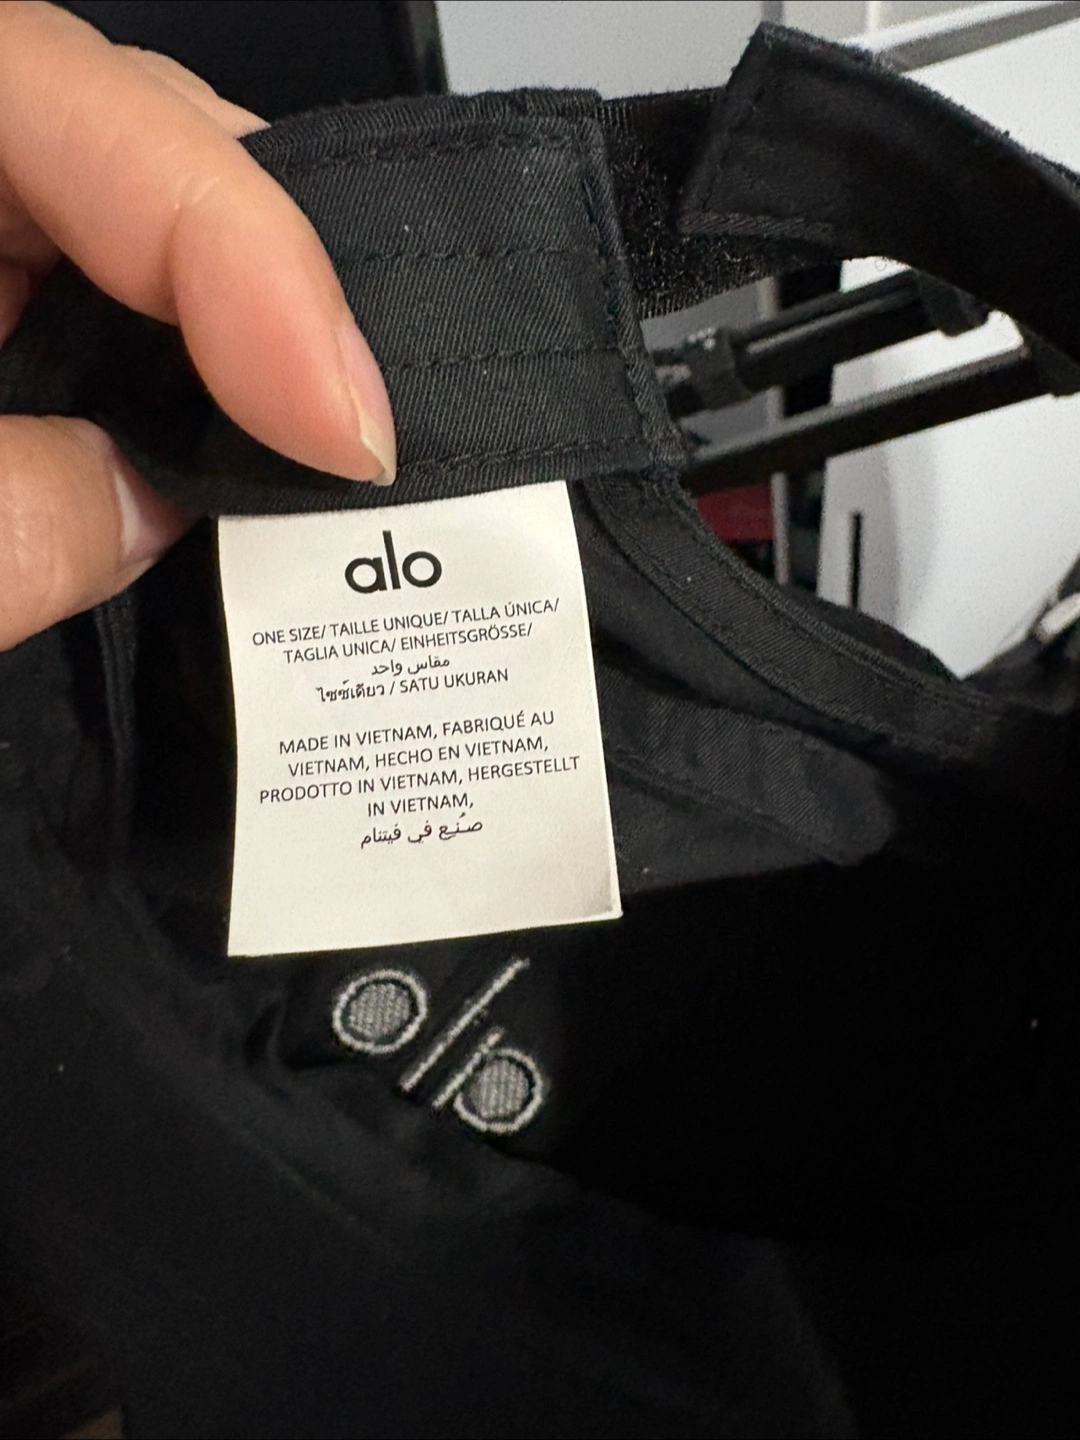 alo
ONE SIZE/ TAILLE UNIQUE/ TALLA ÚNICA/
TAGLIA UNICA/ EINHEITSGRÖSSE/
مقاس واحد
ไซซ์เดียว / SATU UKURAN
MADE IN VIETNAM, FABRIQUÉ AU
VIETNAM, HECHO EN VIETNAM,
PRODOTTO IN VIETNAM, HERGESTELLT
IN VIETNAM,
صُنع في فيتنام